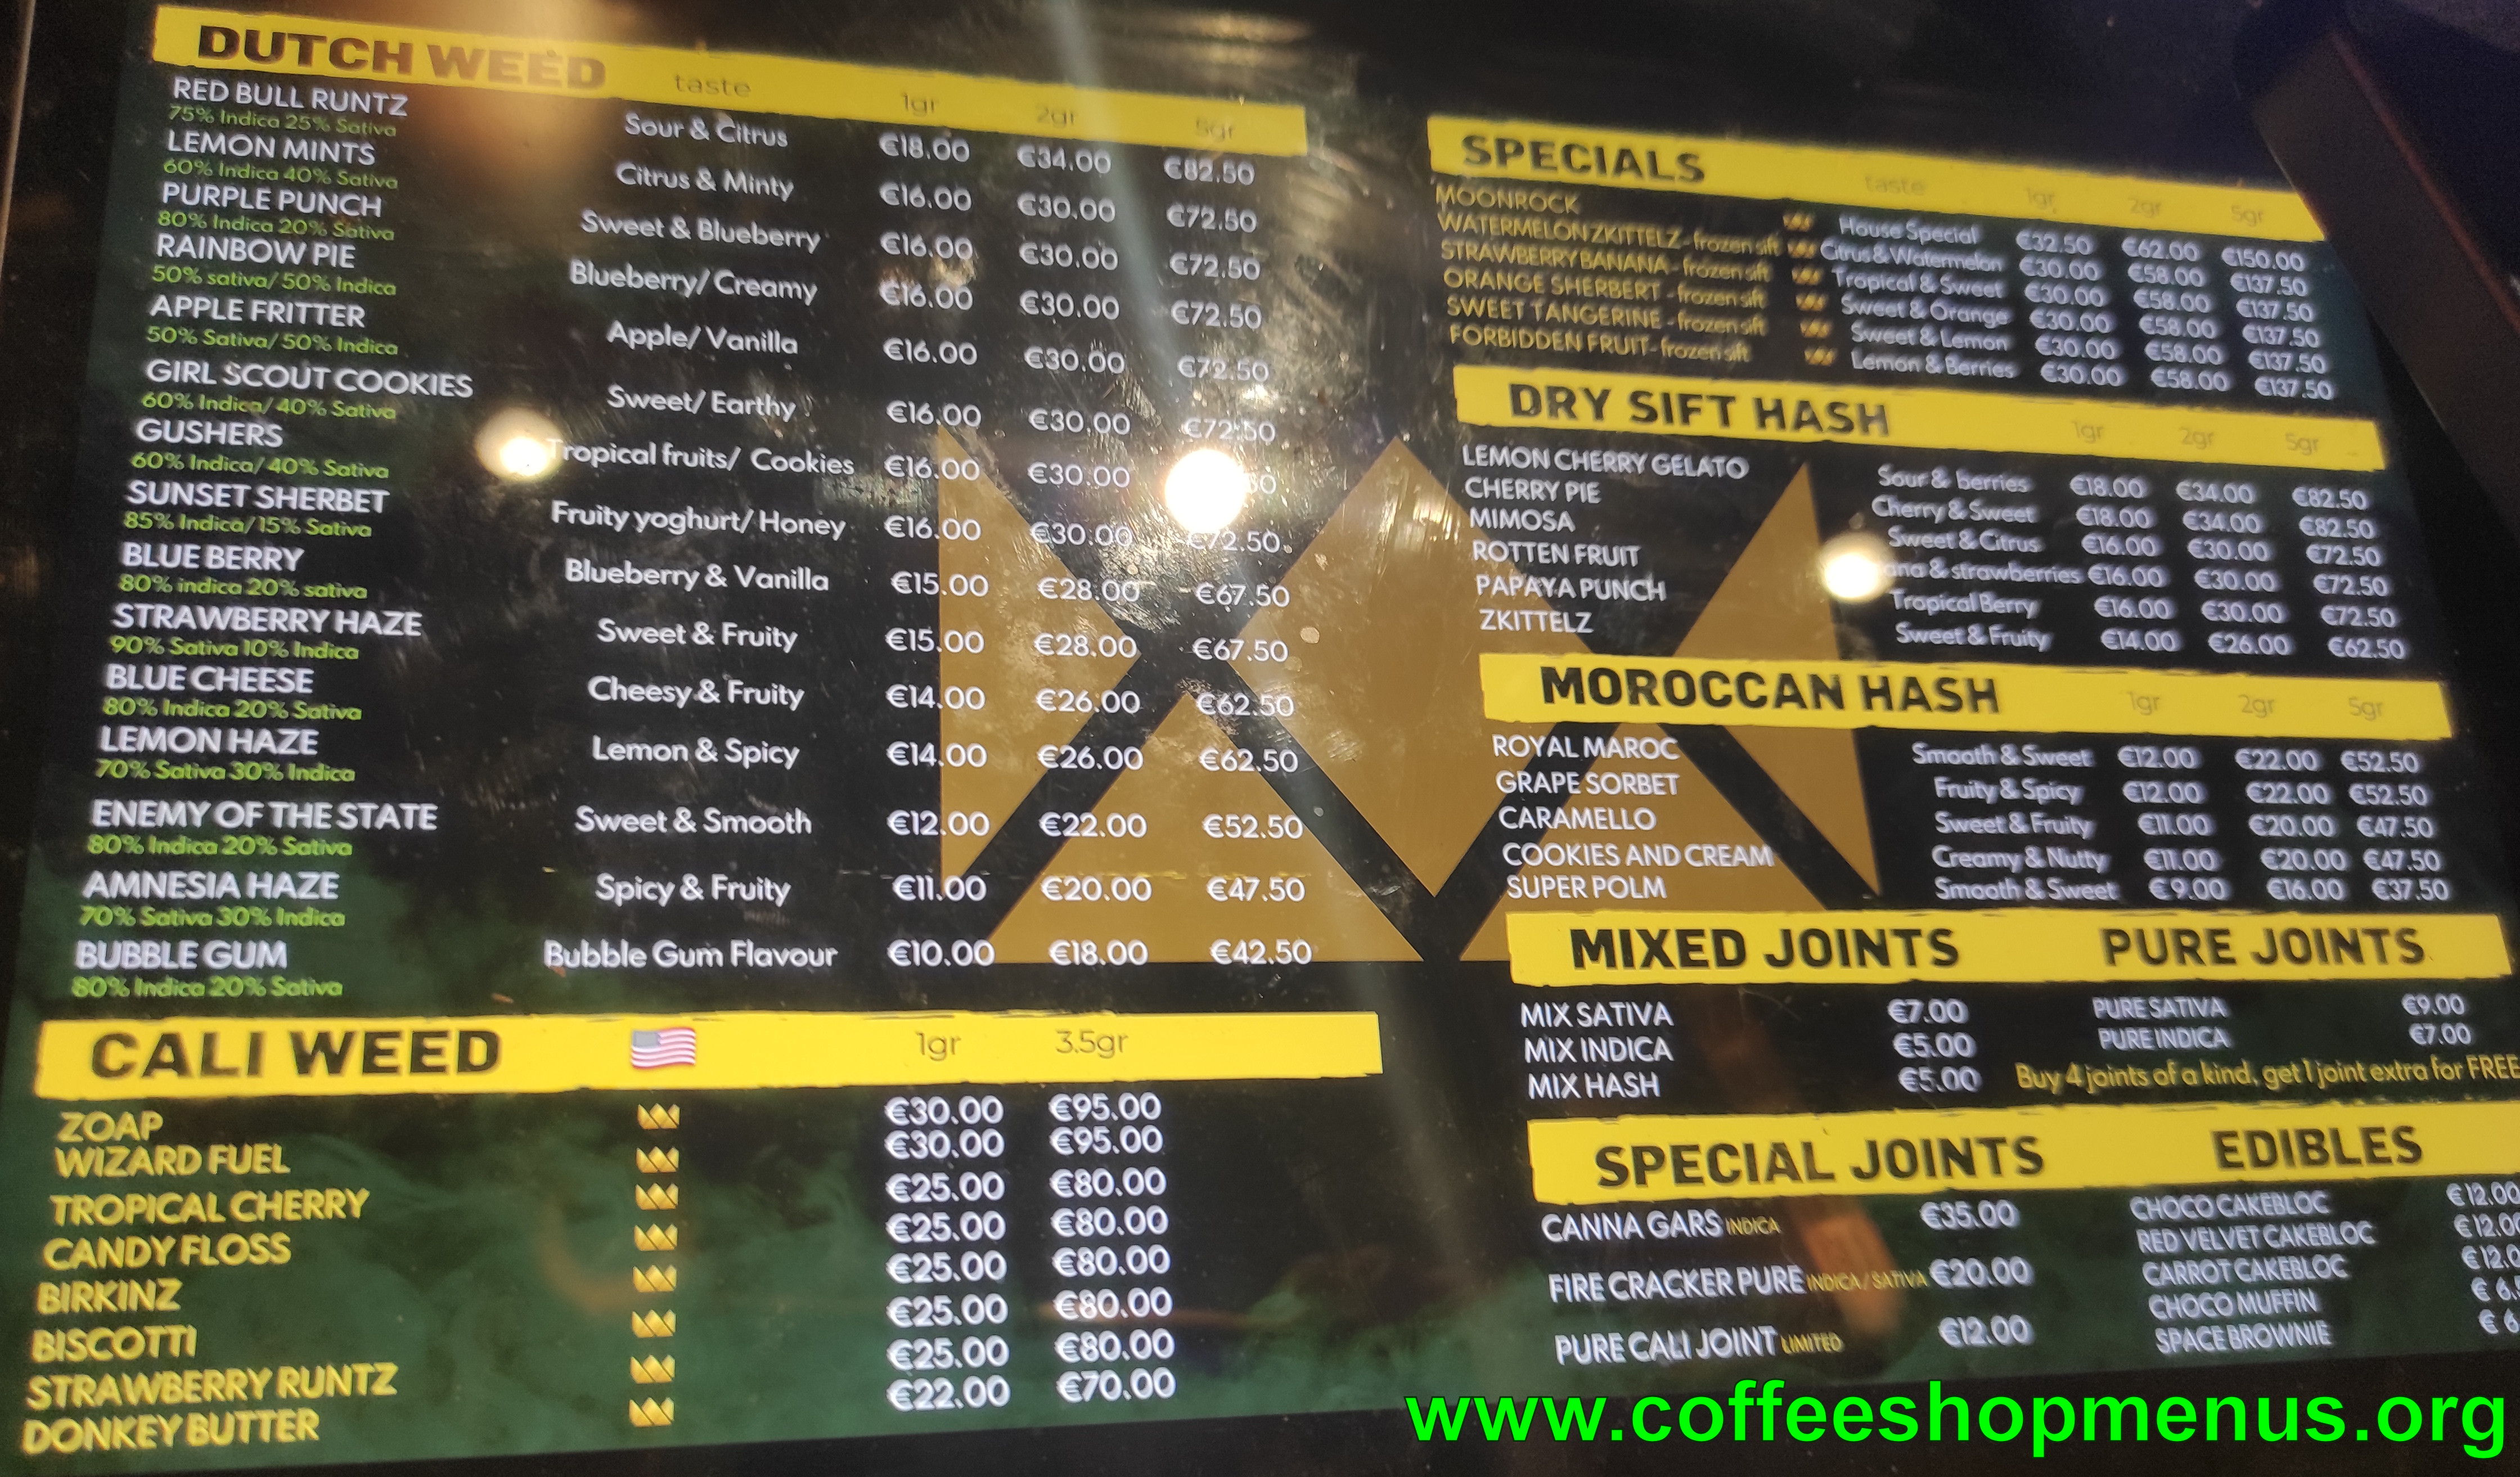 DUTCH WEED taste 1gr 2gr 5gr
RED BULL RUNTZ Sour & Citrus €18.00 €34.00 €82.50
75% Indica 25% Sativa
LEMON MINTS Citrus & Minty €16.00 €30.00 €72.50
60% Indica 40% Sativa
PURPLE PUNCH Sweet & Blueberry €16.00 €30.00 €72.50
80% Indica 20% Sativa
RAINBOW PIE Blueberry/ Creamy €16.00 €30.00 €72.50
50% sativa/ 50% Indica
APPLE FRITTER Apple/ Vanilla €16.00 €30.00 €72.50
50% Sativa/ 50% Indica
GIRL SCOUT COOKIES Sweet/ Earthy €16.00 €30.00 €72.50
60% Indica/ 40% Sativa
GUSHERS Tropical fruits/ Cookies €16.00 €30.00
60% Indica/ 40% Sativa
SUNSET SHERBET Fruity yoghurt/ Honey €16.00 €30.00 €72.50
85% Indica/ 15% Sativa
BLUE BERRY Blueberry & Vanilla €15.00 €28.00 €67.50
80% indica 20% sativa
STRAWBERRY HAZE Sweet & Fruity €15.00 €28.00 €67.50
90% Sativa 10% Indica
BLUE CHEESE Cheesy & Fruity €14.00 €26.00 €62.50
80% Indica 20% Sativa
LEMON HAZE Lemon & Spicy €14.00 €26.00 €62.50
70% Sativa 30% Indica
ENEMY OF THE STATE Sweet & Smooth €12.00 €22.00 €52.50
80% Indica 20% Sativa
AMNESIA HAZE Spicy & Fruity €11.00 €20.00 €47.50
70% Sativa 30% Indica
BUBBLE GUM Bubble Gum Flavour €10.00 €18.00 €42.50
80% Indica 20% Sativa
CALI WEED 1gr 3.5gr
ZOAP €30.00 €95.00
WIZARD FUEL €30.00 €95.00
TROPICAL CHERRY €25.00 €80.00
CANDY FLOSS €25.00 €80.00
BIRKINZ €25.00 €80.00
BISCOTTI €25.00 €80.00
STRAWBERRY RUNTZ €25.00 €80.00
DONKEY BUTTER €22.00 €70.00
SPECIALS taste 1gr 2gr 5gr
MOONROCK House Special €32.50 €62.00 €150.00
WATERMELON ZKITTELZ - frozen sift Citrus & Watermelon €30.00 €58.00 €137.50
STRAWBERRY BANANA - frozen sift Tropical & Sweet €30.00 €58.00 €137.50
ORANGE SHERBERT - frozen sift Sweet & Orange €30.00 €58.00 €137.50
SWEET TANGERINE - frozen sift Sweet & Lemon €30.00 €58.00 €137.50
FORBIDDEN FRUIT - frozen sift Lemon & Berries €30.00 €58.00 €137.50
DRY SIFT HASH 1gr 2gr 5gr
LEMON CHERRY GELATO Sour & berries €18.00 €34.00 €82.50
CHERRY PIE Cherry & Sweet €18.00 €34.00 €82.50
MIMOSA Sweet & Citrus €16.00 €30.00 €72.50
ROTTEN FRUIT & strawberries €16.00 €30.00 €72.50
PAPAYA PUNCH Tropical Berry €16.00 €30.00 €72.50
ZKITTELZ Sweet & Fruity €14.00 €26.00 €62.50
MOROCCAN HASH 1gr 2gr 5gr
ROYAL MAROC Smooth & Sweet €12.00 €22.00 €52.50
GRAPE SORBET Fruity & Spicy €12.00 €22.00 €52.50
CARAMELLO Sweet & Fruity €11.00 €20.00 €47.50
COOKIES AND CREAM Creamy & Nutty €11.00 €20.00 €47.50
SUPER POLM Smooth & Sweet €9.00 €16.00 €37.50
MIXED JOINTS PURE JOINTS
MIX SATIVA €7.00 PURE SATIVA €9.00
MIX INDICA €5.00 PURE INDICA €7.00
MIX HASH €5.00 Buy 4 joints of a kind, get 1 joint extra for FREE
SPECIAL JOINTS EDIBLES
CANNA GARS INDICA €35.00
FIRE CRACKER PURE INDICA / SATIVA €20.00
PURE CALI JOINT LIMITED €12.00
CHOCO CAKEBLOC
RED VELVET CAKEBLOC
CARROT CAKEBLOC
CHOCO MUFFIN
SPACE BROWNIE
www.coffeeshopmenus.org